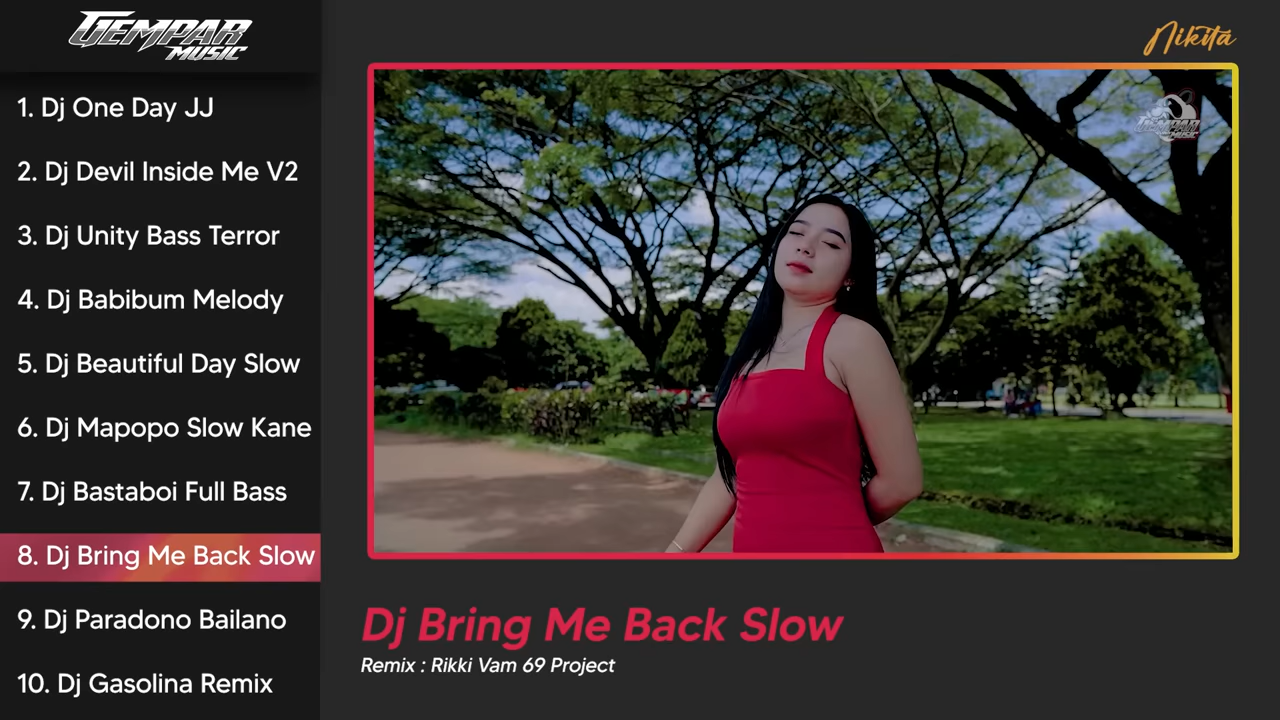 GEMPAR
MUSIC
1. Dj One Day JJ
2. Dj Devil Inside Me V2
3. Dj Unity Bass Terror
4. Dj Babibum Melody
5. Dj Beautiful Day Slow
6. Dj Mapopo Slow Kane
7. Dj Bastaboi Full Bass
8. Dj Bring Me Back Slow
9. Dj Paradono Bailano
10. Dj Gasolina Remix
Nikita
GEMPAR
MUSIC
Dj Bring Me Back Slow
Remix : Rikki Vam 69 Project